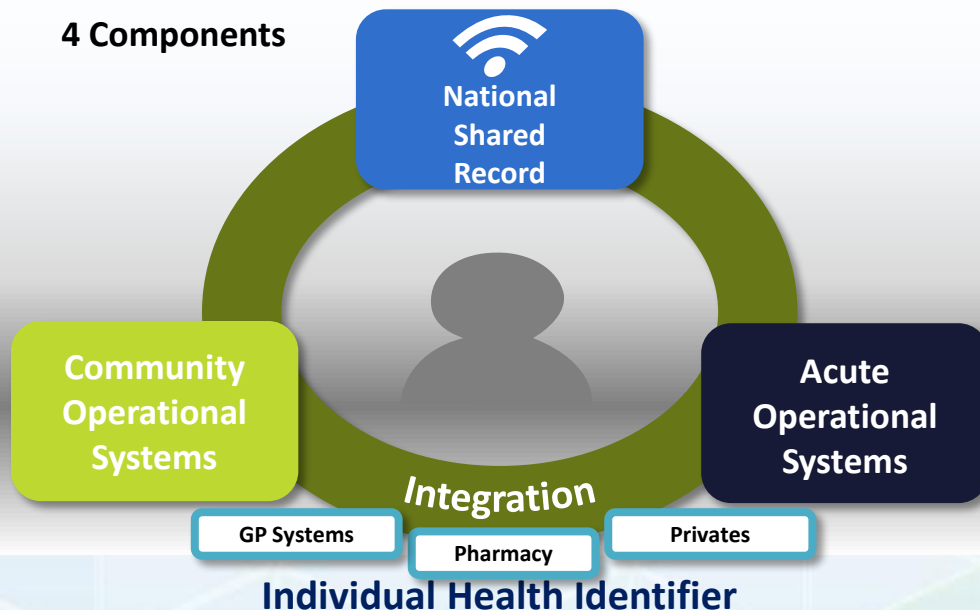 4 Components
National
Shared
Record
Community
Operational
Systems
Acute
Operational
Systems
Integration
GP Systems
Pharmacy
Privates
Individual Health Identifier